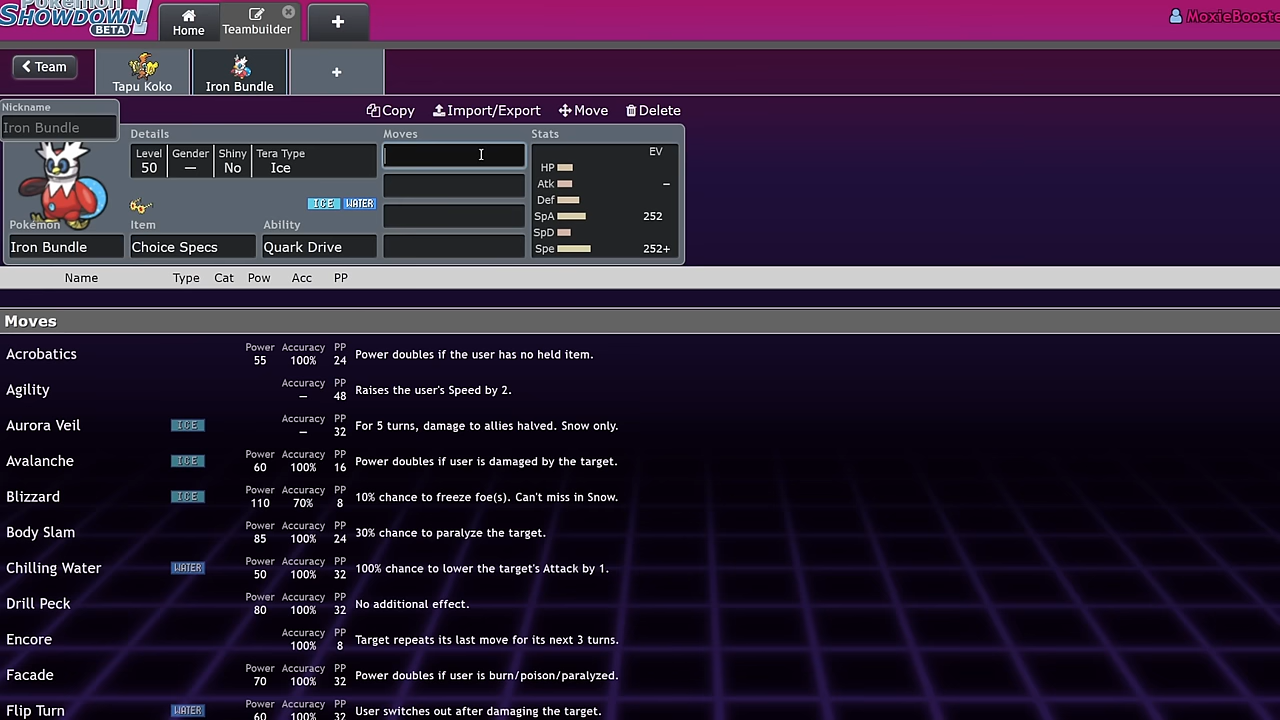 Pokémon
SHOWDOWN!
BETA
Home
Teambuilder
+
MoxieBooste
Team
Tapu Koko
Iron Bundle
+
Nickname
Iron Bundle
Copy
Import/Export
Move
Delete
Details
Moves
Stats
Level Gender Shiny Tera Type
50 — No Ice
EV
HP
Atk –
Def
SpA 252
SpD
Spe 252+
ICE WATER
Pokémon Item Ability
Iron Bundle Choice Specs Quark Drive
Name Type Cat Pow Acc PP
Moves
Acrobatics Power 55 Accuracy 100% PP 24 Power doubles if the user has no held item.
Agility Accuracy — PP 48 Raises the user's Speed by 2.
Aurora Veil ICE Accuracy — PP 32 For 5 turns, damage to allies halved. Snow only.
Avalanche ICE Power 60 Accuracy 100% PP 16 Power doubles if user is damaged by the target.
Blizzard ICE Power 110 Accuracy 70% PP 8 10% chance to freeze foe(s). Can't miss in Snow.
Body Slam Power 85 Accuracy 100% PP 24 30% chance to paralyze the target.
Chilling Water WATER Power 50 Accuracy 100% PP 32 100% chance to lower the target's Attack by 1.
Drill Peck Power 80 Accuracy 100% PP 32 No additional effect.
Encore Accuracy 100% PP 8 Target repeats its last move for its next 3 turns.
Facade Power 70 Accuracy 100% PP 32 Power doubles if user is burn/poison/paralyzed.
Flip Turn WATER Power 60 Accuracy 100% PP 32 User switches out after damaging the target.